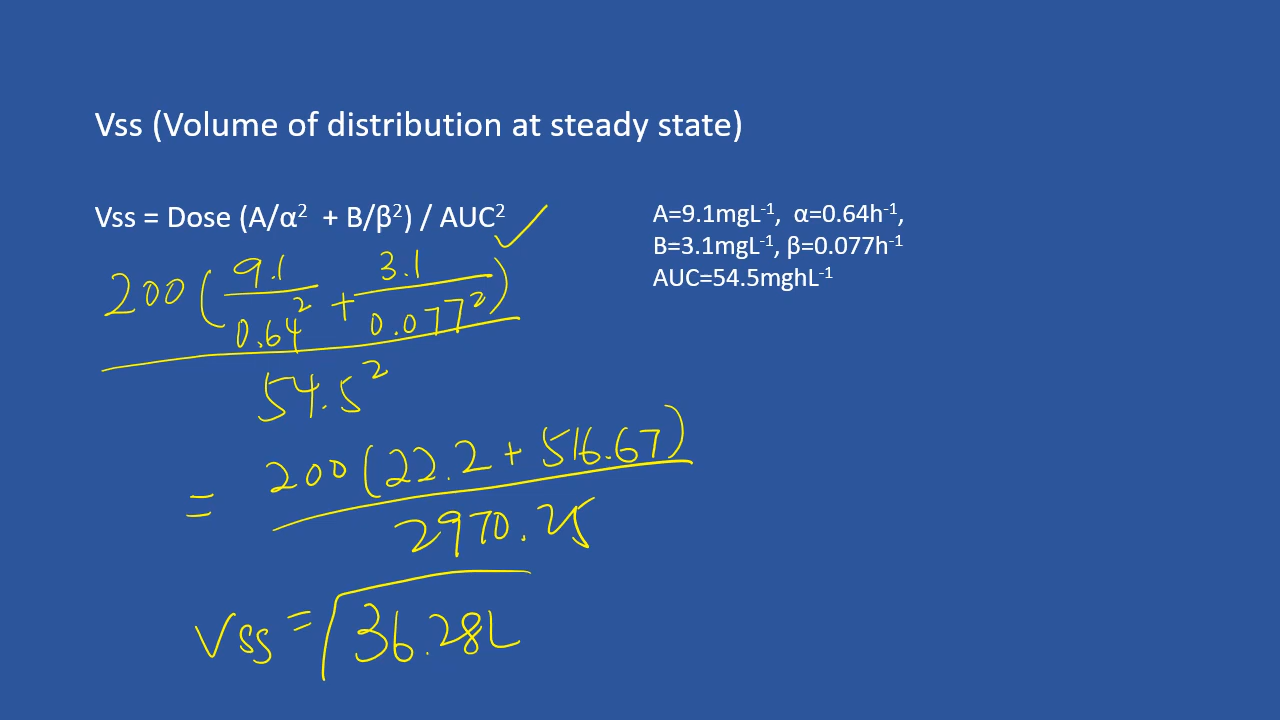 Vss (Volume of distribution at steady state)
Vss = Dose (A/α² + B/β²) / AUC²
A=9.1mgL⁻¹, α=0.64h⁻¹,
B=3.1mgL⁻¹, β=0.077h⁻¹
AUC=54.5mghL⁻¹
200 (9.1/0.64² + 3.1/0.077²)
54.5²
= 200 (22.2 + 516.67)
2970.25
Vss = 36.28L